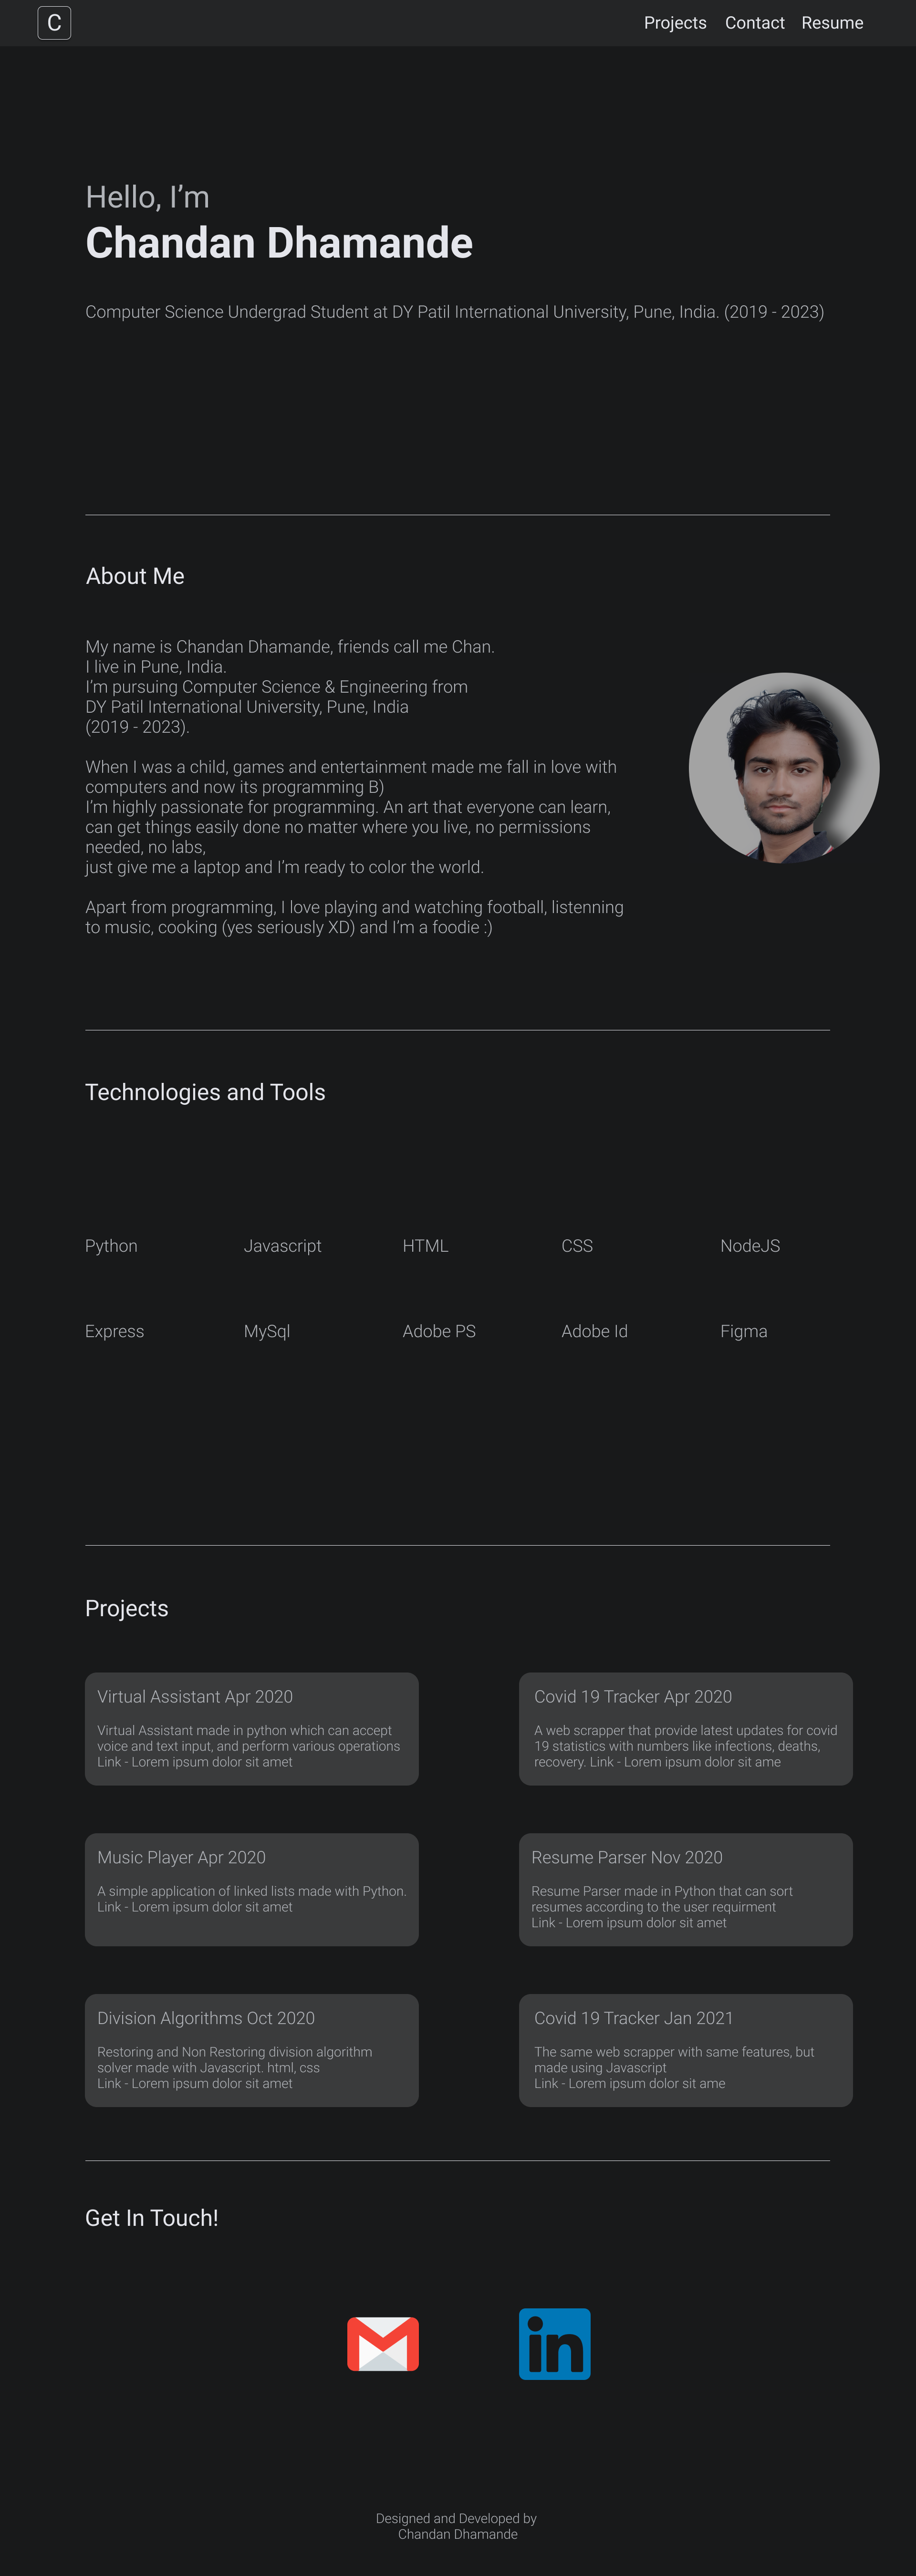 C
Projects Contact Resume
Hello, I’m
Chandan Dhamande
Computer Science Undergrad Student at DY Patil International University, Pune, India. (2019 - 2023)
About Me
My name is Chandan Dhamande, friends call me Chan.
I live in Pune, India.
I’m pursuing Computer Science & Engineering from
DY Patil International University, Pune, India
(2019 - 2023).
When I was a child, games and entertainment made me fall in love with
computers and now its programming B)
I’m highly passionate for programming. An art that everyone can learn,
can get things easily done no matter where you live, no permissions
needed, no labs,
just give me a laptop and I’m ready to color the world.
Apart from programming, I love playing and watching football, listenning
to music, cooking (yes seriously XD) and I’m a foodie :)
Technologies and Tools
Python Javascript HTML CSS NodeJS
Express MySql Adobe PS Adobe Id Figma
Projects
Virtual Assistant Apr 2020
Virtual Assistant made in python which can accept
voice and text input, and perform various operations
Link - Lorem ipsum dolor sit amet
Covid 19 Tracker Apr 2020
A web scrapper that provide latest updates for covid
19 statistics with numbers like infections, deaths,
recovery. Link - Lorem ipsum dolor sit ame
Music Player Apr 2020
A simple application of linked lists made with Python.
Link - Lorem ipsum dolor sit amet
Resume Parser Nov 2020
Resume Parser made in Python that can sort
resumes according to the user requirment
Link - Lorem ipsum dolor sit amet
Division Algorithms Oct 2020
Restoring and Non Restoring division algorithm
solver made with Javascript. html, css
Link - Lorem ipsum dolor sit amet
Covid 19 Tracker Jan 2021
The same web scrapper with same features, but
made using Javascript
Link - Lorem ipsum dolor sit ame
Get In Touch!
in
Designed and Developed by
Chandan Dhamande